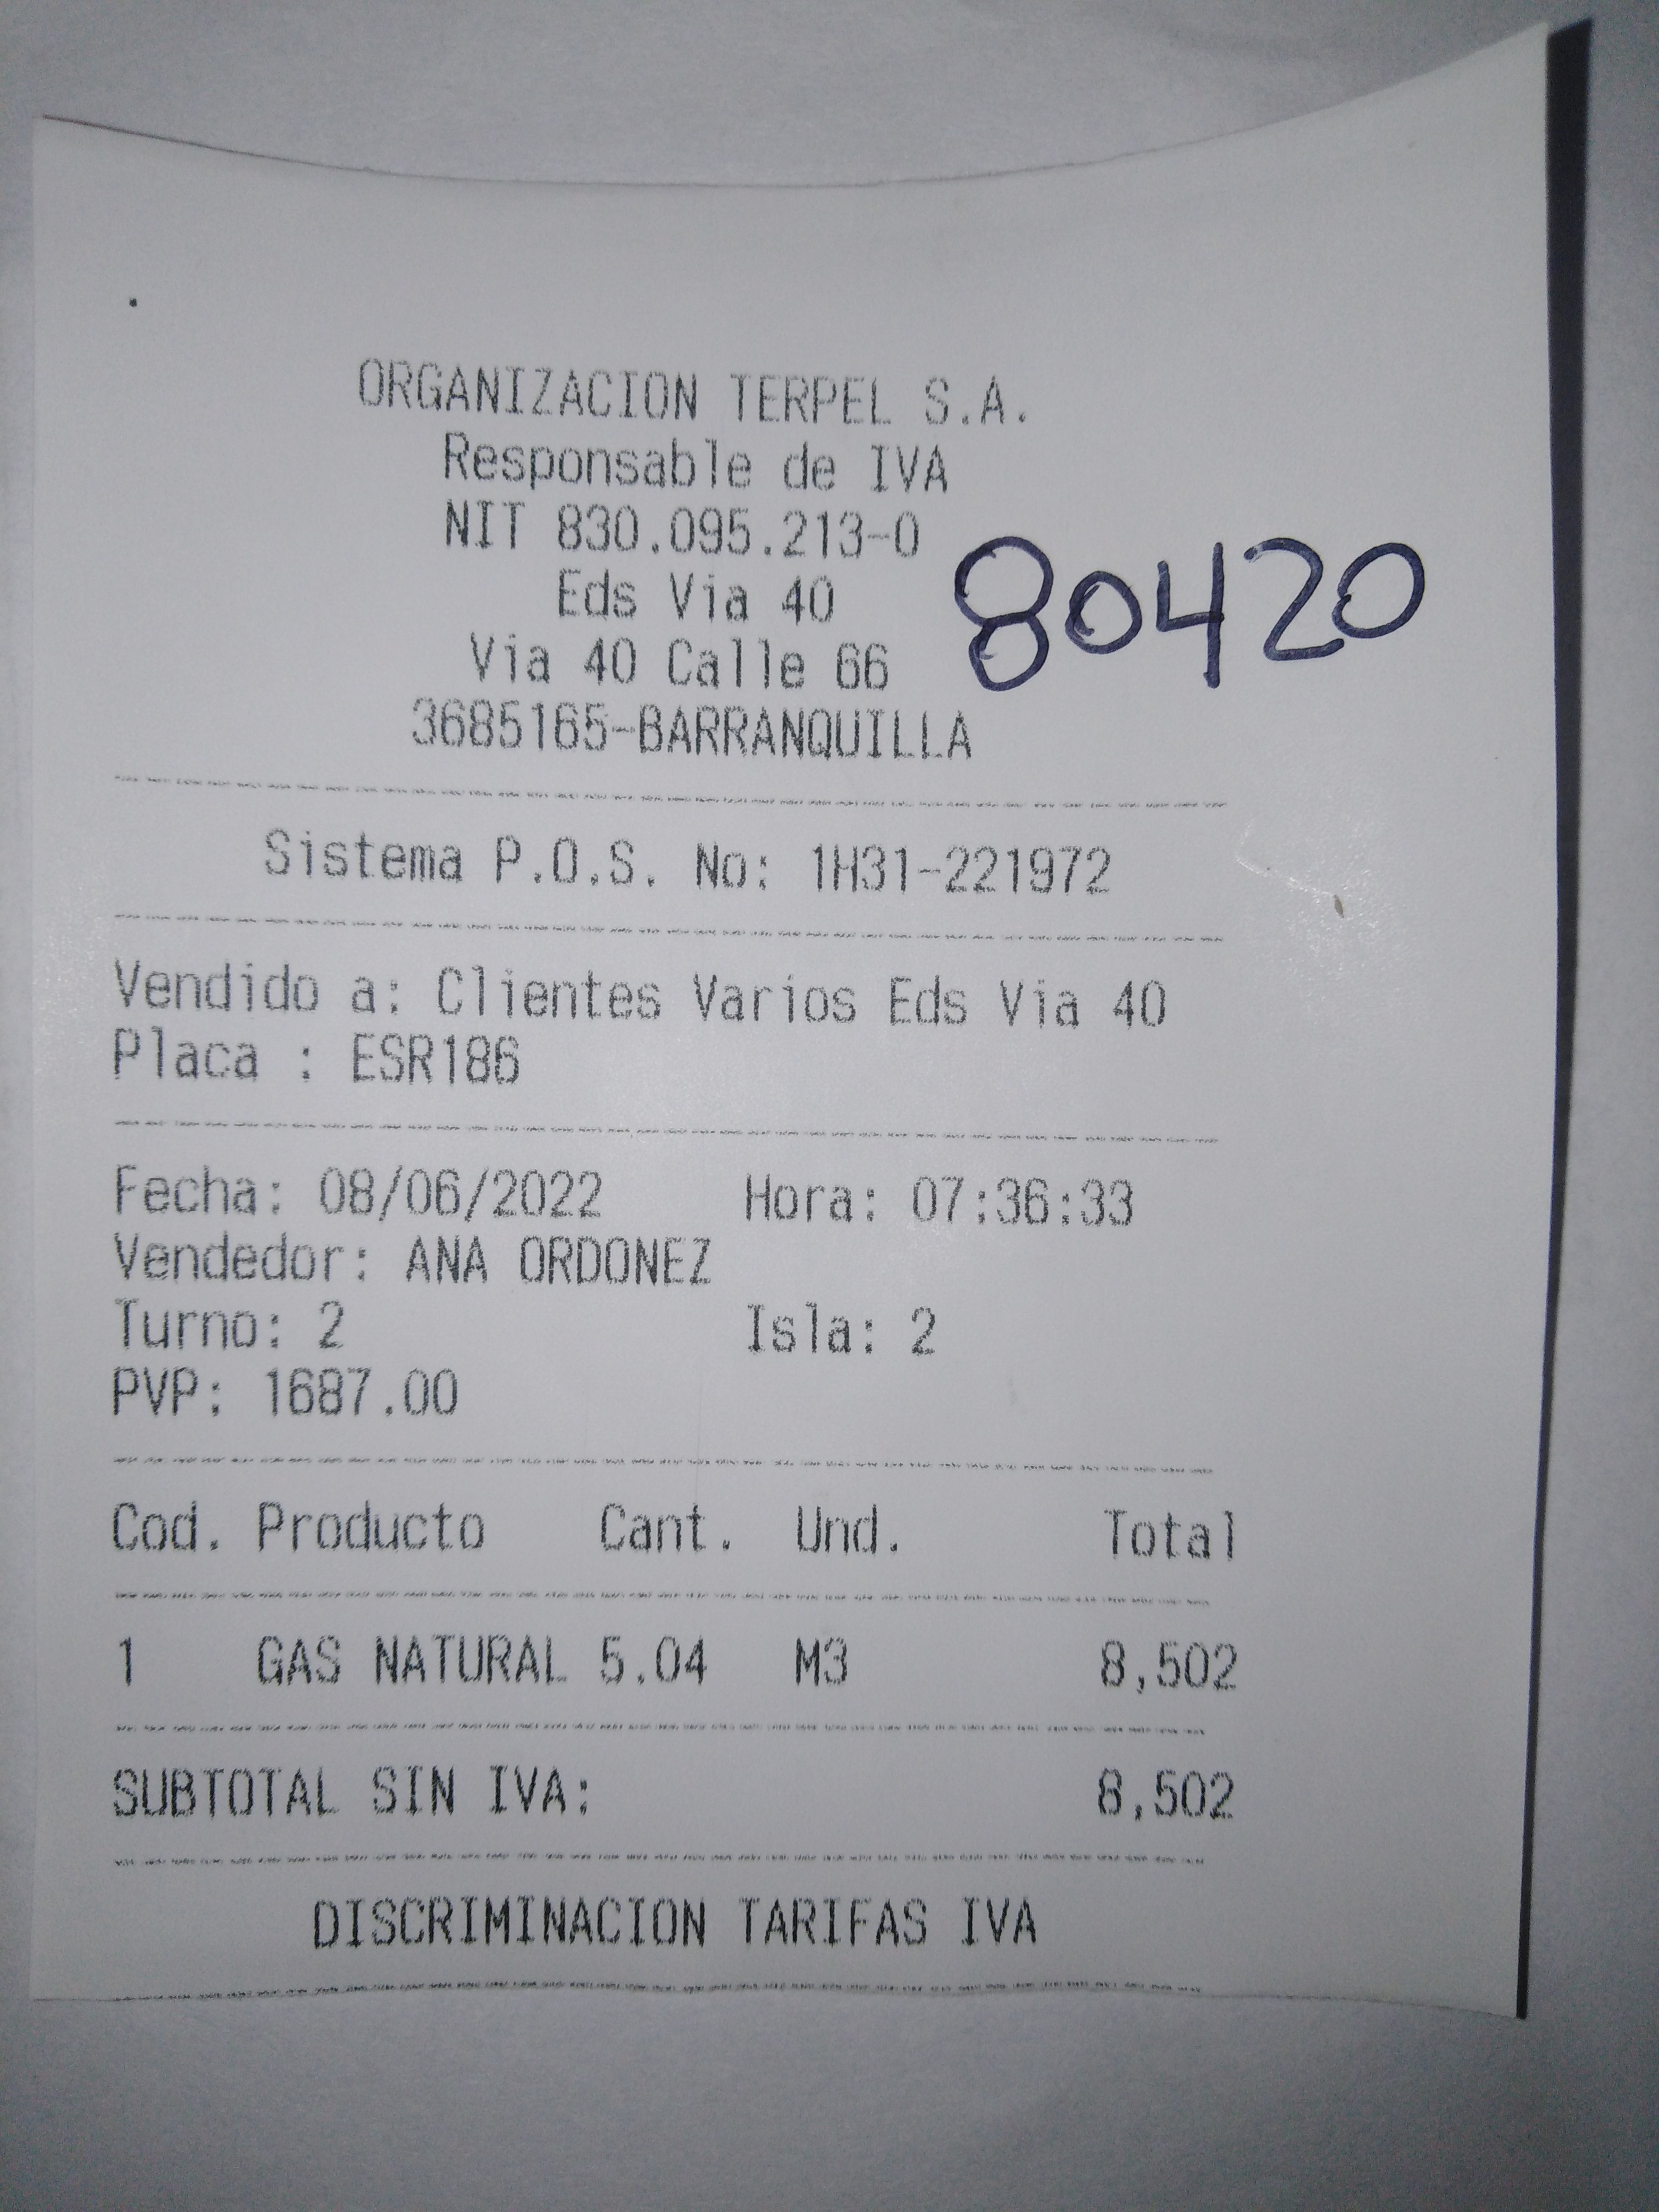 ORGANIZACION TERPEL S.A.
Responsable de IVA
NIT 830.095.213-0
Eds Via 40
80420
Via 40 Calle 66
3685165-BARRANQUILLA
Sistema P.O.S. No: 1H31-221972
Vendido a: Clientes Varios Eds Via 40
Placa : ESR186
Fecha: 08/06/2022 Hora: 07:36:33
Vendedor: ANA ORDONEZ
Turno: 2 Isla: 2
PVP: 1687.00
Cod. Producto Cant. Und. Total
1 GAS NATURAL 5.04 M3 8,502
SUBTOTAL SIN IVA: 8,502
DISCRIMINACION TARIFAS IVA